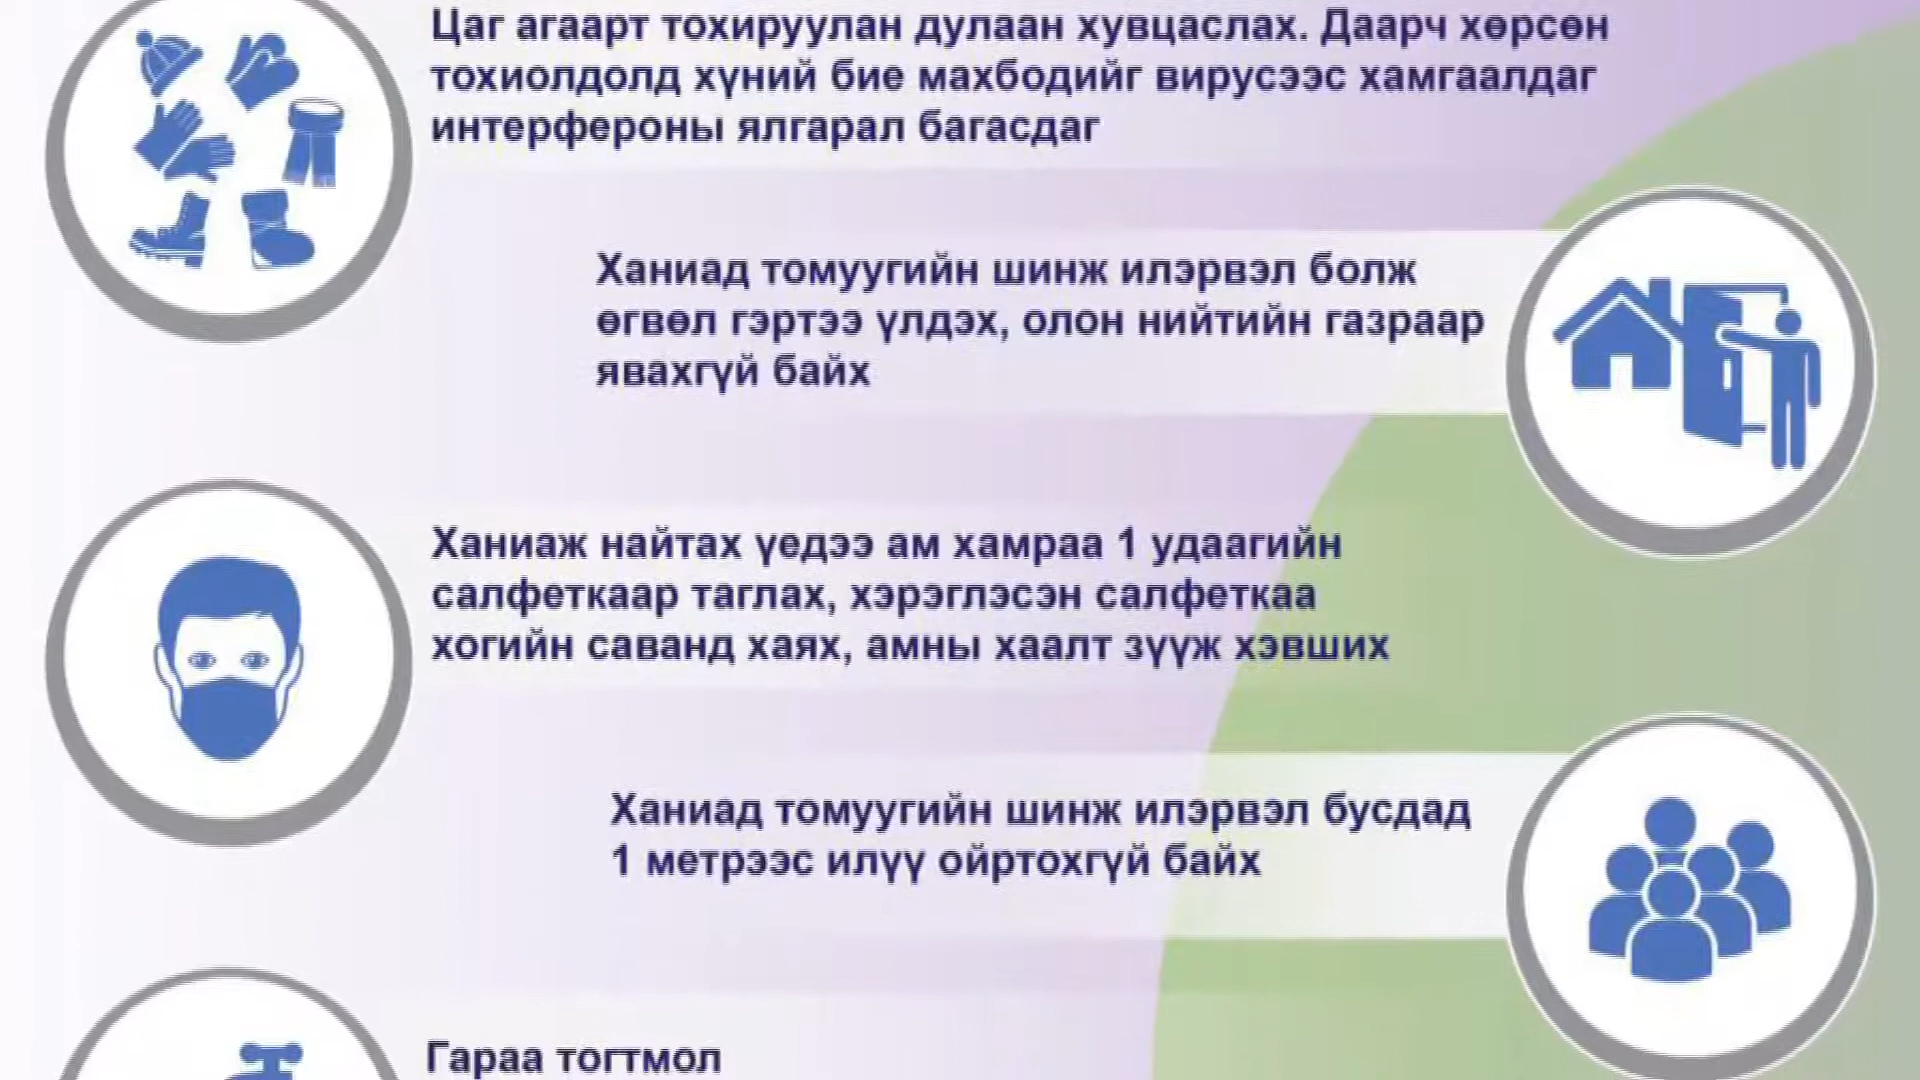 Цаг агаарт тохируулан дулаан хувцаслах. Даарч хөрсөн
тохиолдолд хүний бие махбодийг вирусээс хамгаалдаг
интерфероны ялгарал багасдаг
Ханиад томуугийн шинж илэрвэл болж
өгвөл гэртээ үлдэх, олон нийтийн газраар
явахгүй байх
Ханиаж найтах үедээ ам хамраа 1 удаагийн
салфеткаар таглах, хэрэглэсэн салфеткаа
хогийн саванд хаях, амны хаалт зүүж хэвших
Ханиад томуугийн шинж илэрвэл бусдад
1 метрээс илүү ойртохгүй байх
Гараа тогтмол